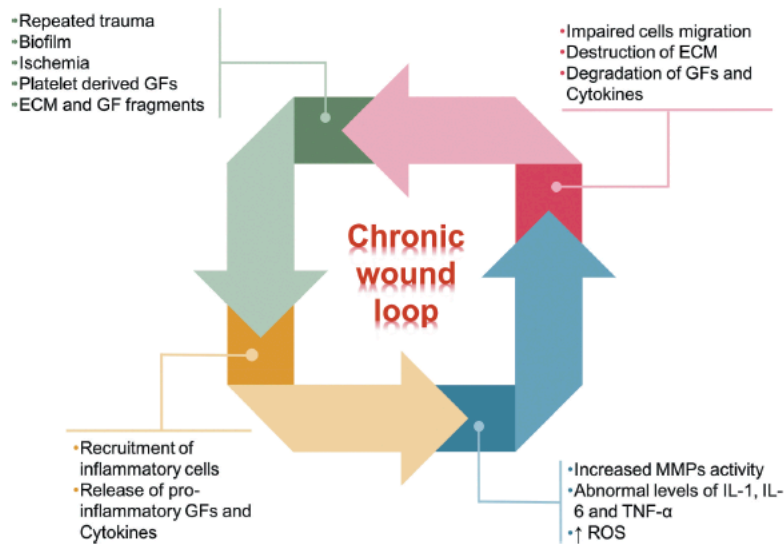 •Repeated trauma
•Biofilm
•Ischemia
•Platelet derived GFs
•ECM and GF fragments
•Impaired cells migration
•Destruction of ECM
•Degradation of GFs and
Cytokines
Chronic
wound
loop
•Recruitment of
inflammatory cells
•Release of pro-
inflammatory GFs and
Cytokines
•Increased MMPs activity
•Abnormal levels of IL-1, IL-
6 and TNF-α
•↑ ROS